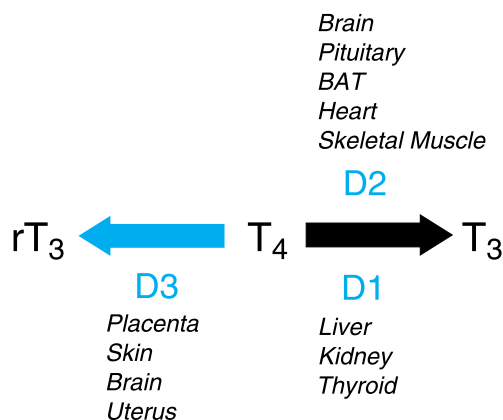 Brain
Pituitary
BAT
Heart
Skeletal Muscle
D2
rT3 T4 T3
D3 D1
Placenta
Skin
Brain
Uterus
Liver
Kidney
Thyroid